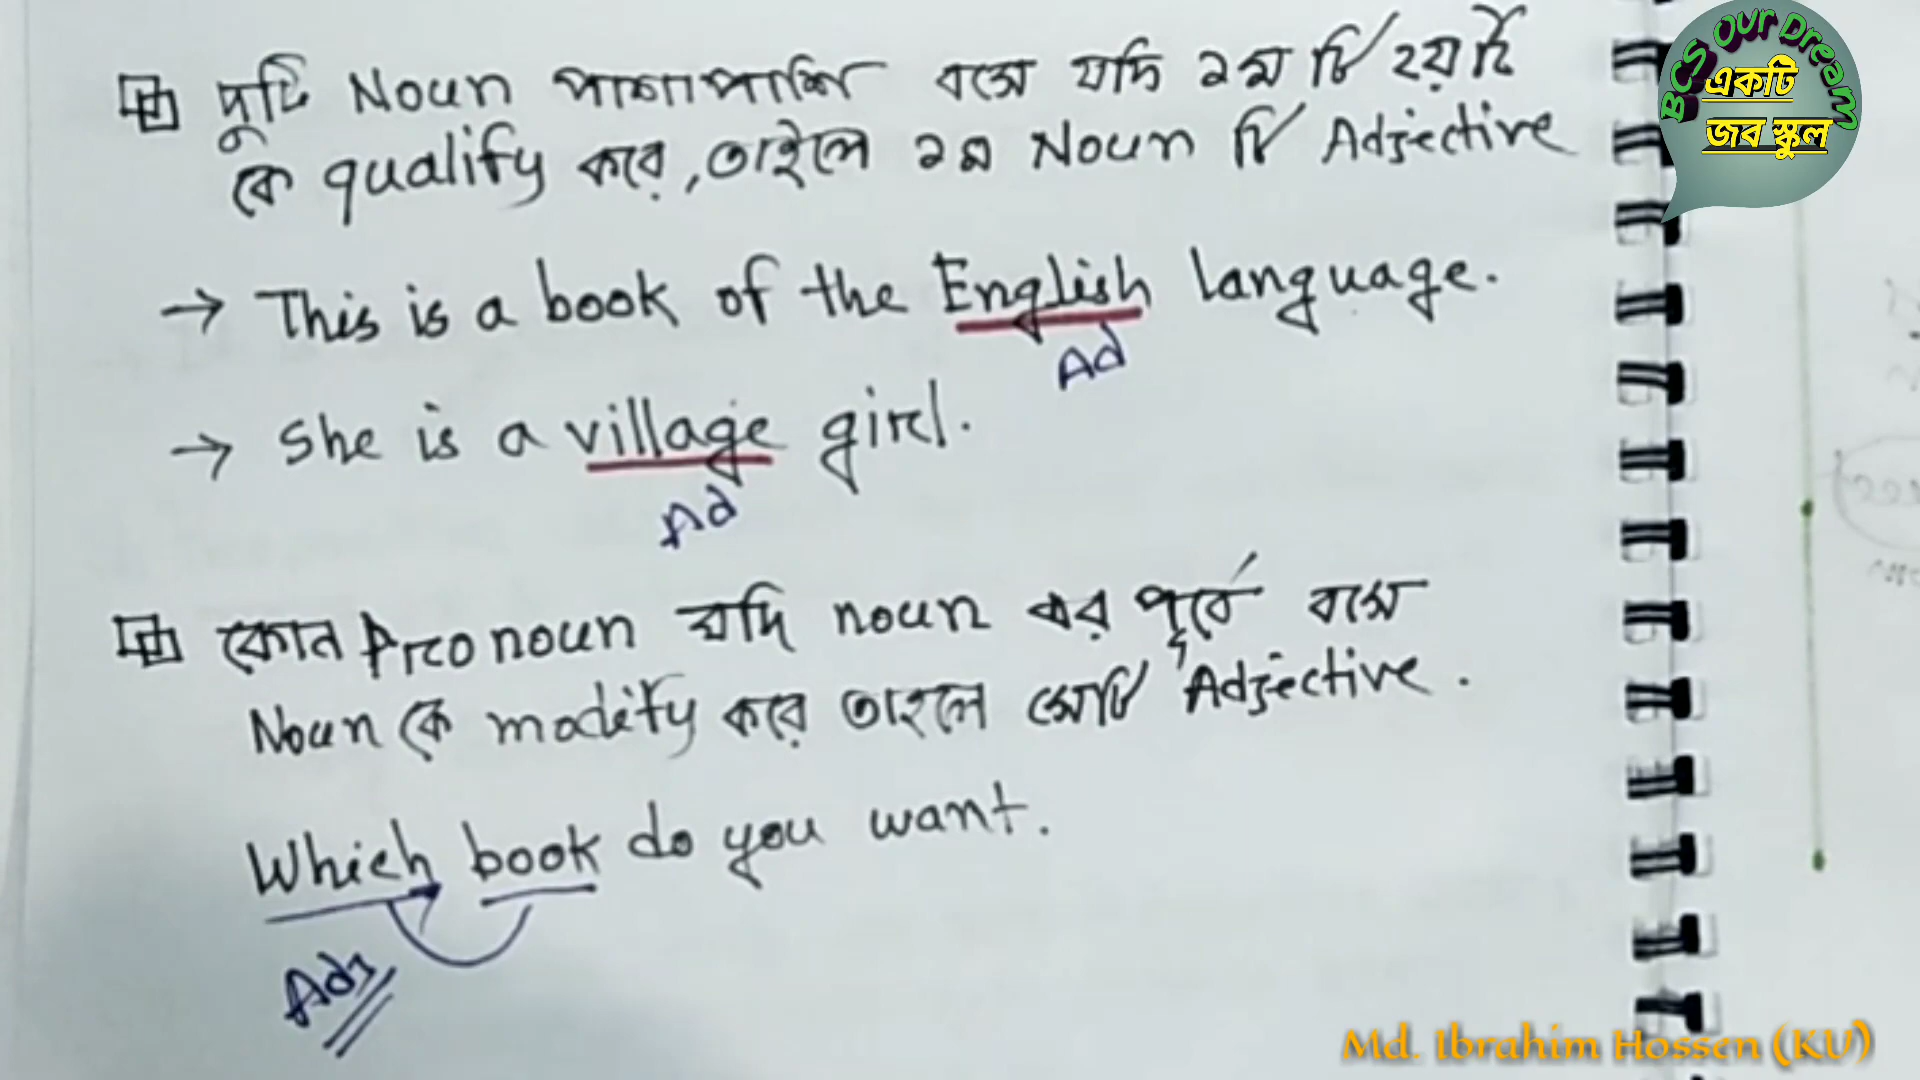 দুটি Noun পাশাপাশি বসে যদি ১ম টি ২য় টি
কে qualify করে, তাহলে ১ম Noun টি Adjective
→ This is a book of the English language.
Ad
→ She is a village girl.
Ad
কোন Pronoun যদি noun এর পূর্বে বসে
Noun কে modify করে তাহলে সেটি Adjective.
Which book do you want.
Adj
BCS Our Dream
একটি
জব স্কুল
Md. Ibrahim Hossen (KU)